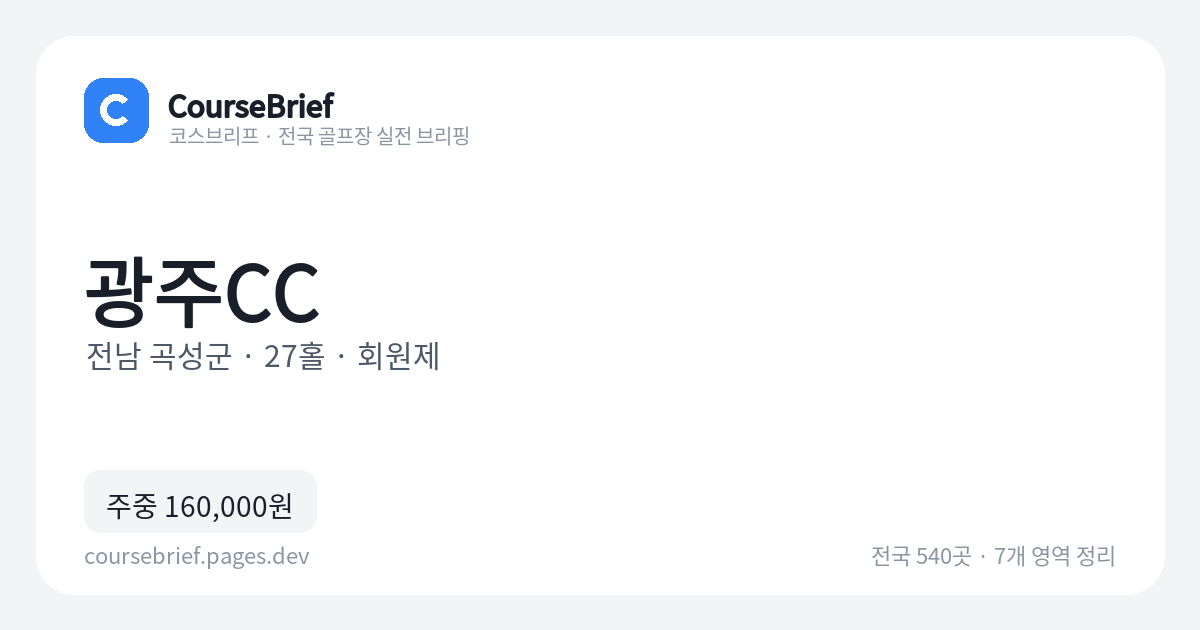 CourseBrief
코스브리프 · 전국 골프장 실전 브리핑
광주CC
전남 곡성군 · 27홀 · 회원제
주중 160,000원
coursebrief.pages.dev
전국 540곳 · 7개 영역 정리